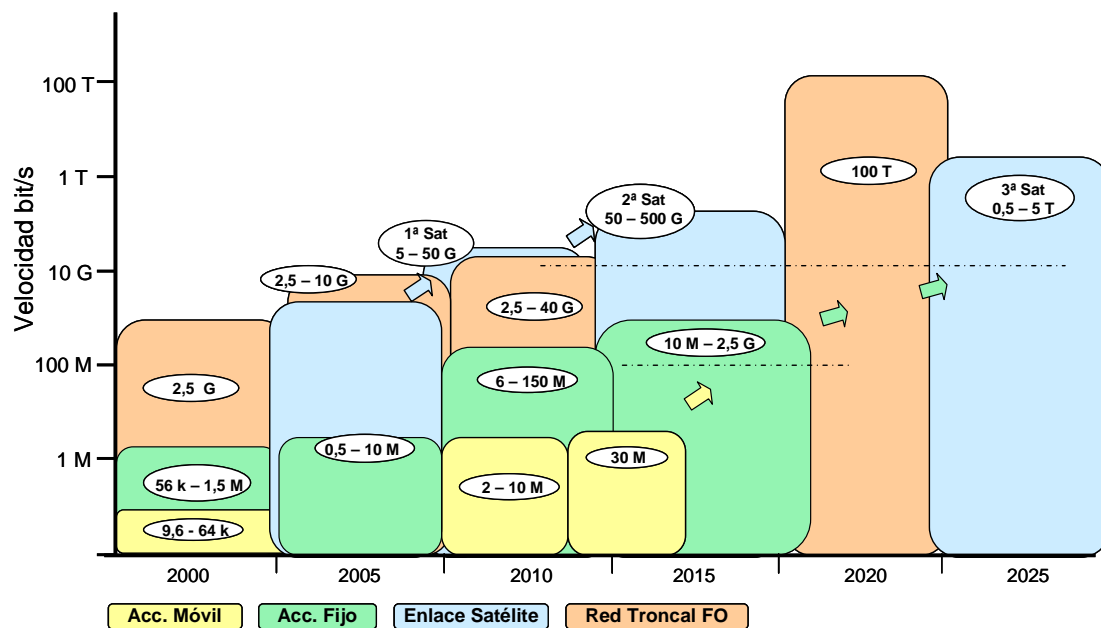 Velocidad bit/s
100 T
1 T
10 G
100 M
1 M
2,5 G
56 k – 1,5 M
9,6 - 64 k
2,5 – 10 G
0,5 – 10 M
1ª Sat
5 – 50 G
2,5 – 40 G
6 – 150 M
2 – 10 M
30 M
2ª Sat
50 – 500 G
10 M – 2,5 G
100 T
3ª Sat
0,5 – 5 T
2000
2005
2010
2015
2020
2025
Acc. Móvil
Acc. Fijo
Enlace Satélite
Red Troncal FO